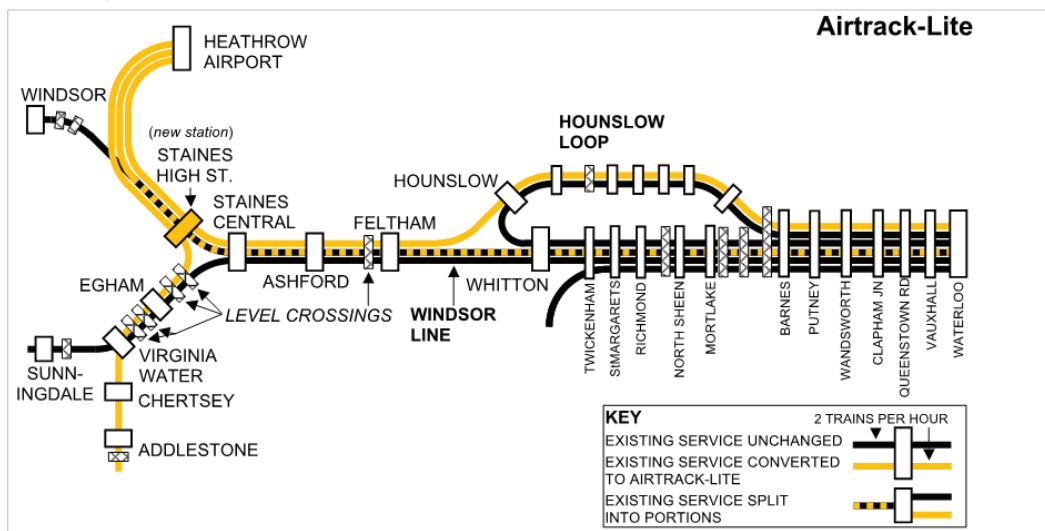 Airtrack-Lite
HEATHROW
AIRPORT
WINDSOR
(new station)
STAINES
HIGH ST.
HOUNSLOW
LOOP
HOUNSLOW
STAINES
CENTRAL
FELTHAM
ASHFORD
WHITTON
EGHAM
LEVEL CROSSINGS
WINDSOR
LINE
VIRGINIA
WATER
SUNN-
INGDALE
CHERTSEY
ADDLESTONE
TWICKENHAM
StMARGARETS
RICHMOND
NORTH SHEEN
MORTLAKE
BARNES
PUTNEY
WANDSWORTH
CLAPHAM JN
QUEENSTOWN RD
VAUXHALL
WATERLOO
KEY
2 TRAINS PER HOUR
EXISTING SERVICE UNCHANGED
EXISTING SERVICE CONVERTED
TO AIRTRACK-LITE
EXISTING SERVICE SPLIT
INTO PORTIONS